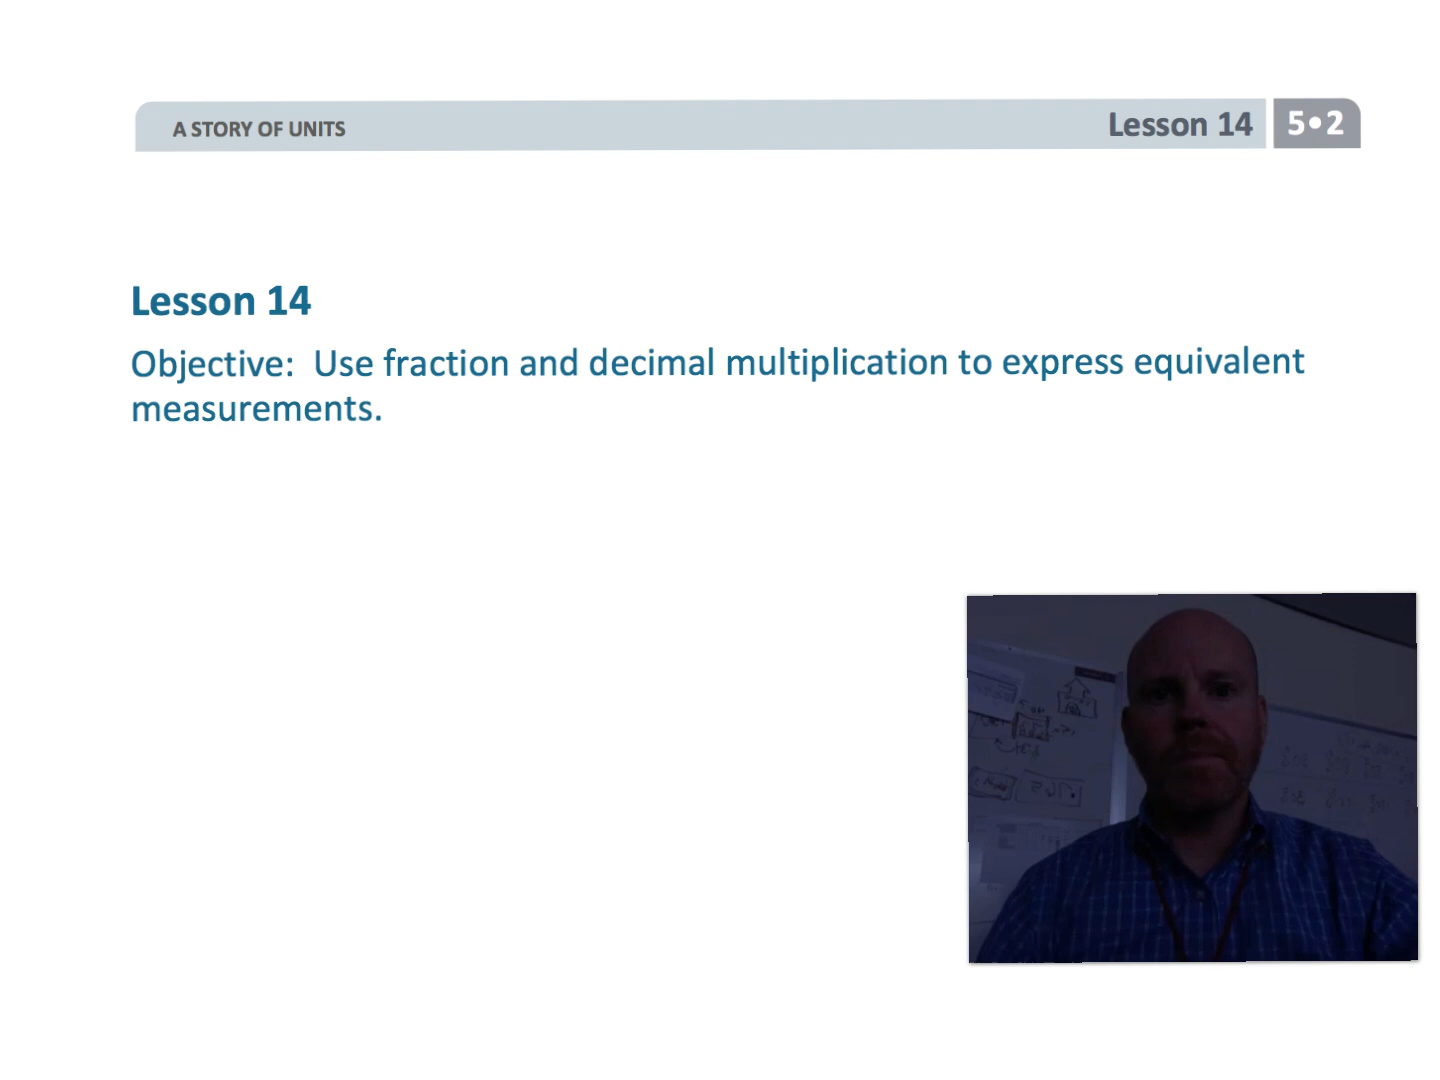 A STORY OF UNITS
Lesson 14
5•2
Lesson 14
Objective: Use fraction and decimal multiplication to express equivalent
measurements.